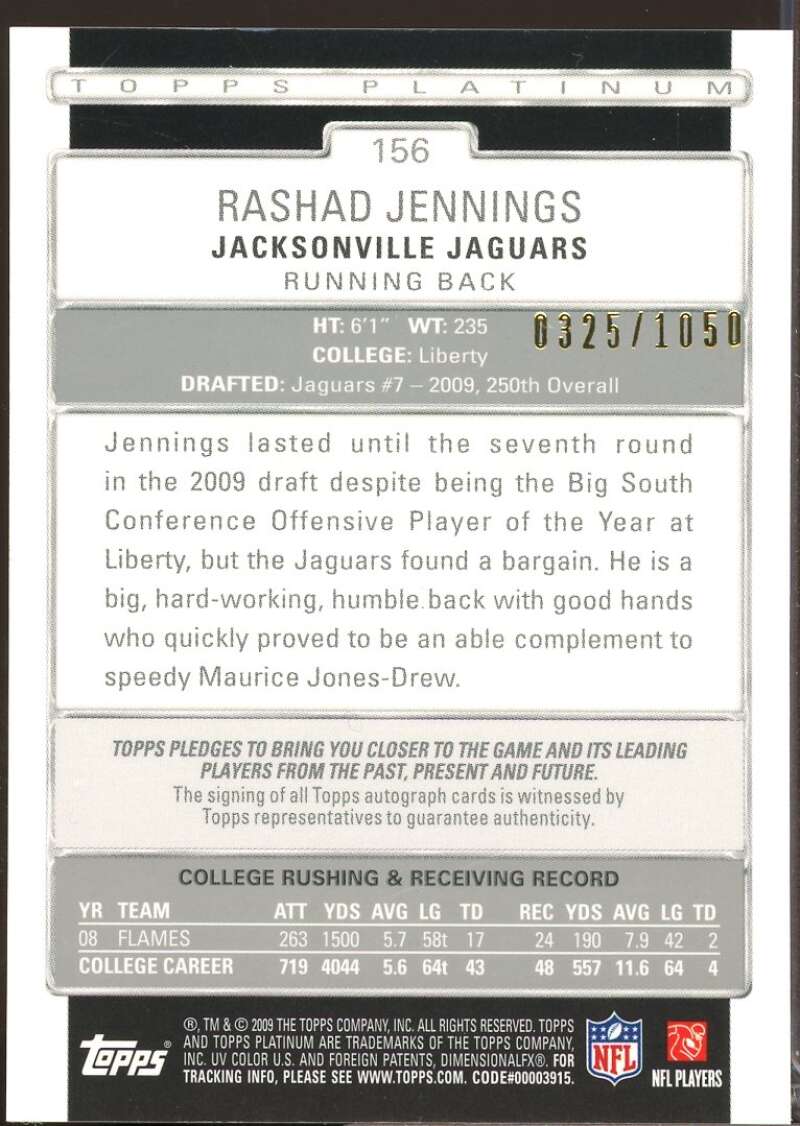 TOPPS PLATINUM
156
RASHAD JENNINGS
JACKSONVILLE JAGUARS
RUNNING BACK
HT: 6'1" WT: 235
0325/1050
COLLEGE: Liberty
DRAFTED: Jaguars #7 – 2009, 250th Overall
Jennings lasted until the seventh round
in the 2009 draft despite being the Big South
Conference Offensive Player of the Year at
Liberty, but the Jaguars found a bargain. He is a
big, hard-working, humble back with good hands
who quickly proved to be an able complement to
speedy Maurice Jones-Drew.
TOPPS PLEDGES TO BRING YOU CLOSER TO THE GAME AND ITS LEADING
PLAYERS FROM THE PAST, PRESENT AND FUTURE.
The signing of all Topps autograph cards is witnessed by
Topps representatives to guarantee authenticity.
COLLEGE RUSHING & RECEIVING RECORD
YR TEAM ATT YDS AVG LG TD REC YDS AVG LG TD
08 FLAMES 263 1500 5.7 58t 17 24 190 7.9 42 2
COLLEGE CAREER 719 4044 5.6 64t 43 48 557 11.6 64 4
Topps®
®, TM & © 2009 THE TOPPS COMPANY, INC. ALL RIGHTS RESERVED. TOPPS
AND TOPPS PLATINUM ARE TRADEMARKS OF THE TOPPS COMPANY,
INC. UV COLOR U.S. AND FOREIGN PATENTS, DIMENSIONALFX®. FOR
TRACKING INFO, PLEASE SEE WWW.TOPPS.COM. CODE#00003915.
NFL
NFL PLAYERS